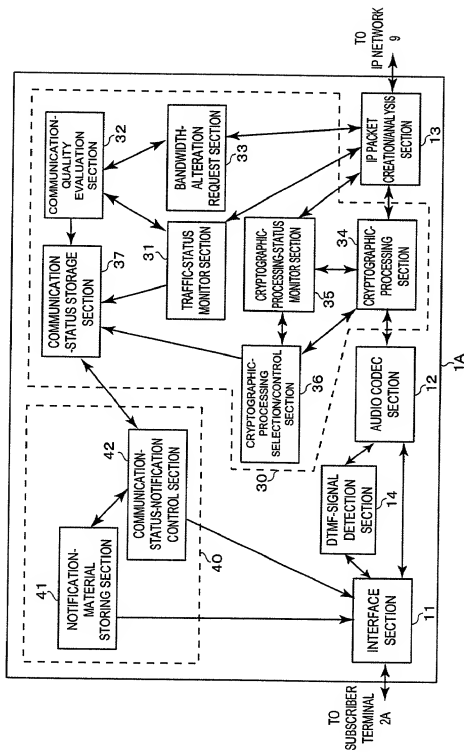 TO
IP NETWORK
9
COMMUNICATION-
QUALITY
EVALUATION
SECTION
32
BANDWIDTH-
ALTERATION
REQUEST SECTION
33
IP PACKET
CREATION/ANALYSIS
SECTION
13
COMMUNICATION
-STATUS STORAGE
SECTION
37
31
TRAFFIC-STATUS
MONITOR SECTION
CRYPTOGRAPHIC-
PROCESSING-STATUS
MONITOR SECTION
35
34
CRYPTOGRAPHIC-
PROCESSING
SECTION
CRYPTOGRAPHIC-
PROCESSING
SELECTION/CONTROL
SECTION
36
30
AUDIO CODEC
SECTION
12
1A
42
COMMUNICATION-
STATUS-NOTIFICATION
CONTROL SECTION
DTMF-SIGNAL
DETECTION
SECTION
14
41
NOTIFICATION-
MATERIAL
STORING SECTION
40
INTERFACE
SECTION
11
TO
SUBSCRIBER
TERMINAL
2A